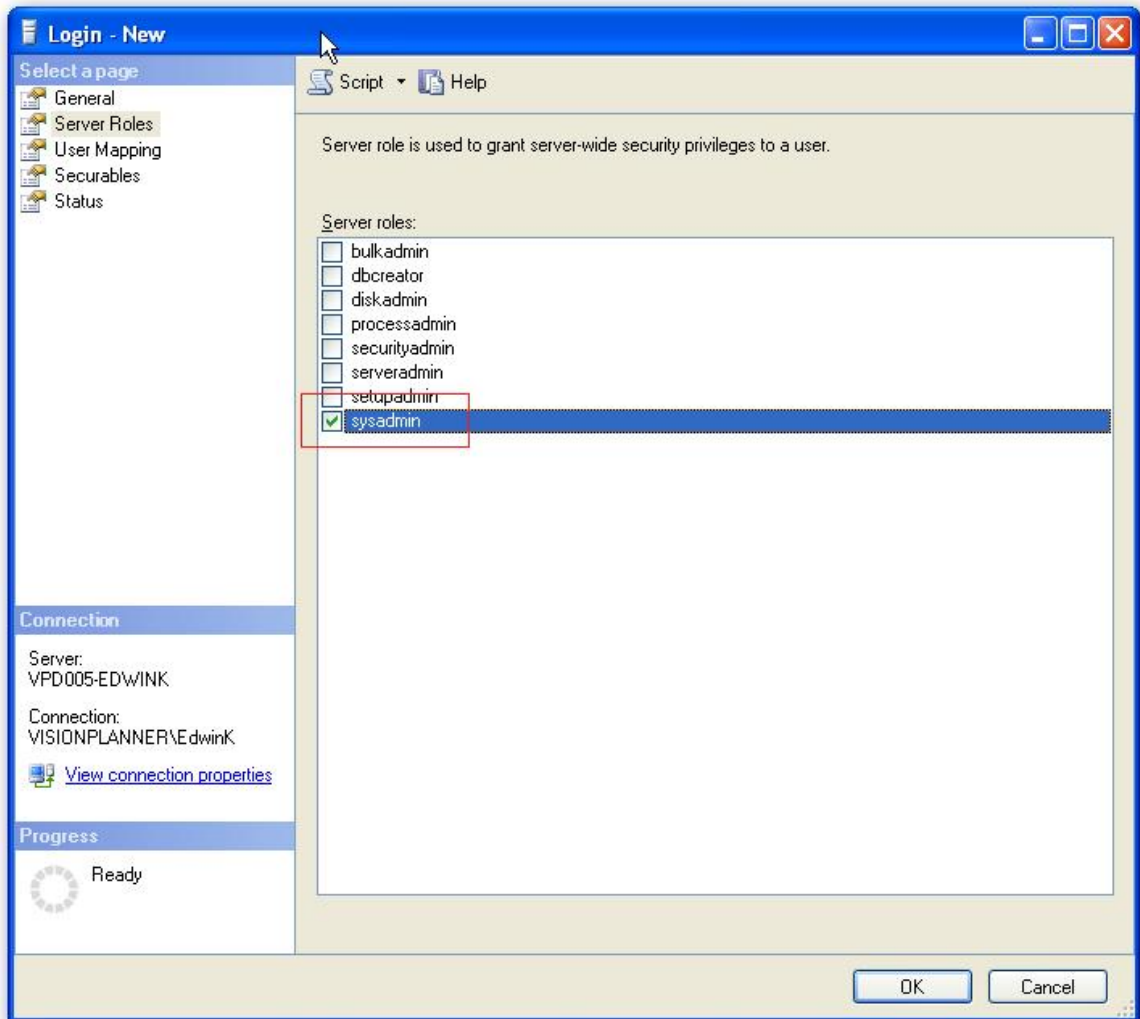 Login - New
Select a page
General
Server Roles
User Mapping
Securables
Status
Script Help
Server role is used to grant server-wide security privileges to a user.
Server roles:
bulkadmin
dbcreator
diskadmin
processadmin
securityadmin
serveradmin
setupadmin
sysadmin
Connection
Server:
VPD005-EDWINK
Connection:
VISIONPLANNER\EdwinK
View connection properties
Progress
Ready
OK Cancel